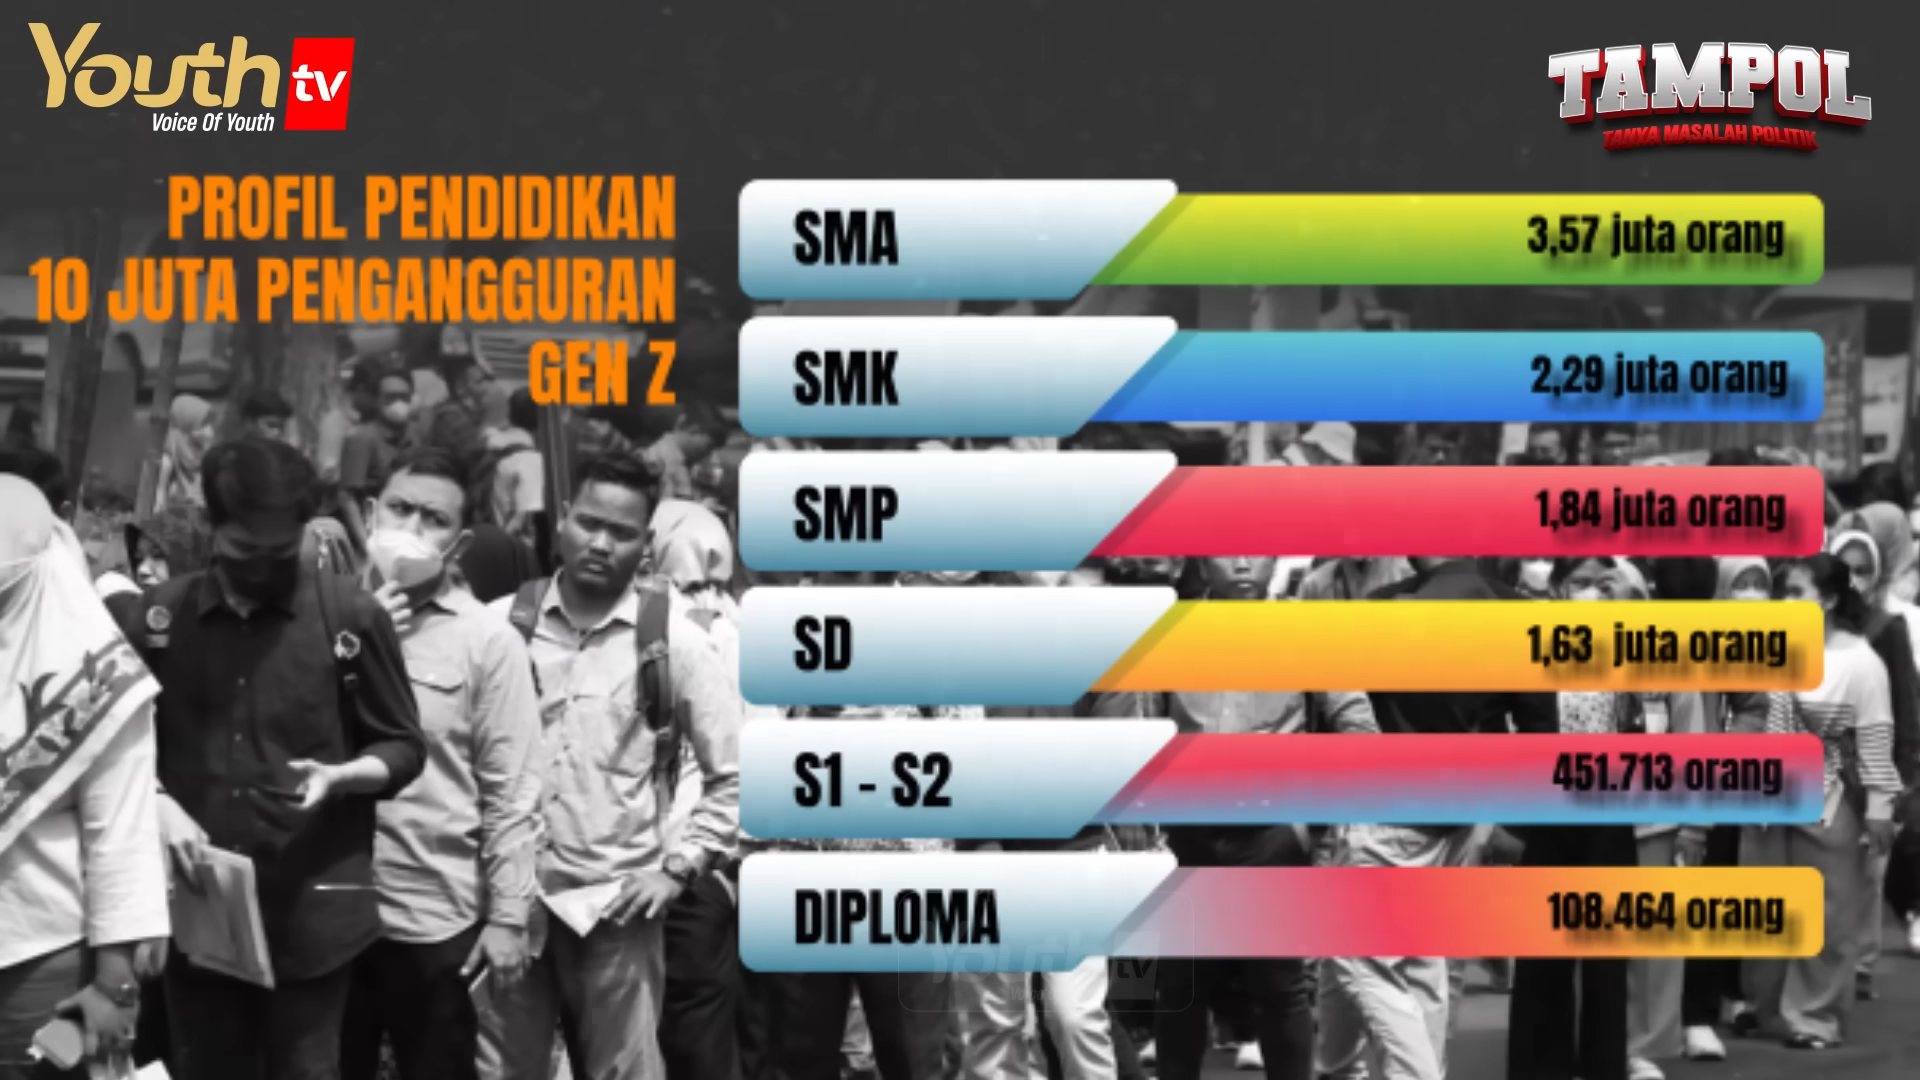 Youth tv
Voice Of Youth
TAMPOL
TANYA MASALAH POLITIK
PROFIL PENDIDIKAN
10 JUTA PENGANGGURAN
GEN Z
SMA 3,57 juta orang
SMK 2,29 juta orang
SMP 1,84 juta orang
SD 1,63 juta orang
S1 - S2 451.713 orang
DIPLOMA 108.464 orang
Youth tv